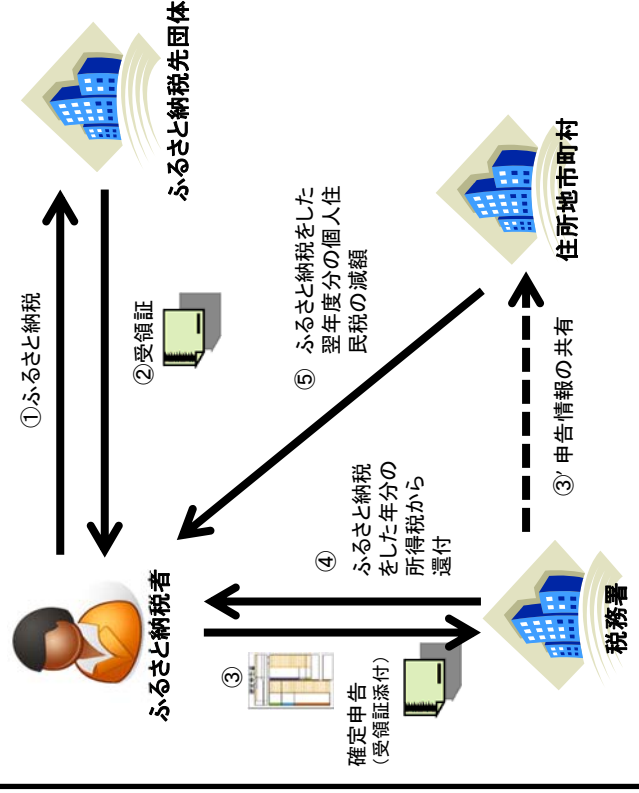 ふるさと納税者
①ふるさと納税
ふるさと納税先団体
②受領証
③
確定申告
（受領証添付）
④
ふるさと納税
をした年分の
所得税から
還付
⑤ ふるさと納税をした
翌年度分の個人住
民税の減額
税務署
③’ 申告情報の共有
住所地市町村